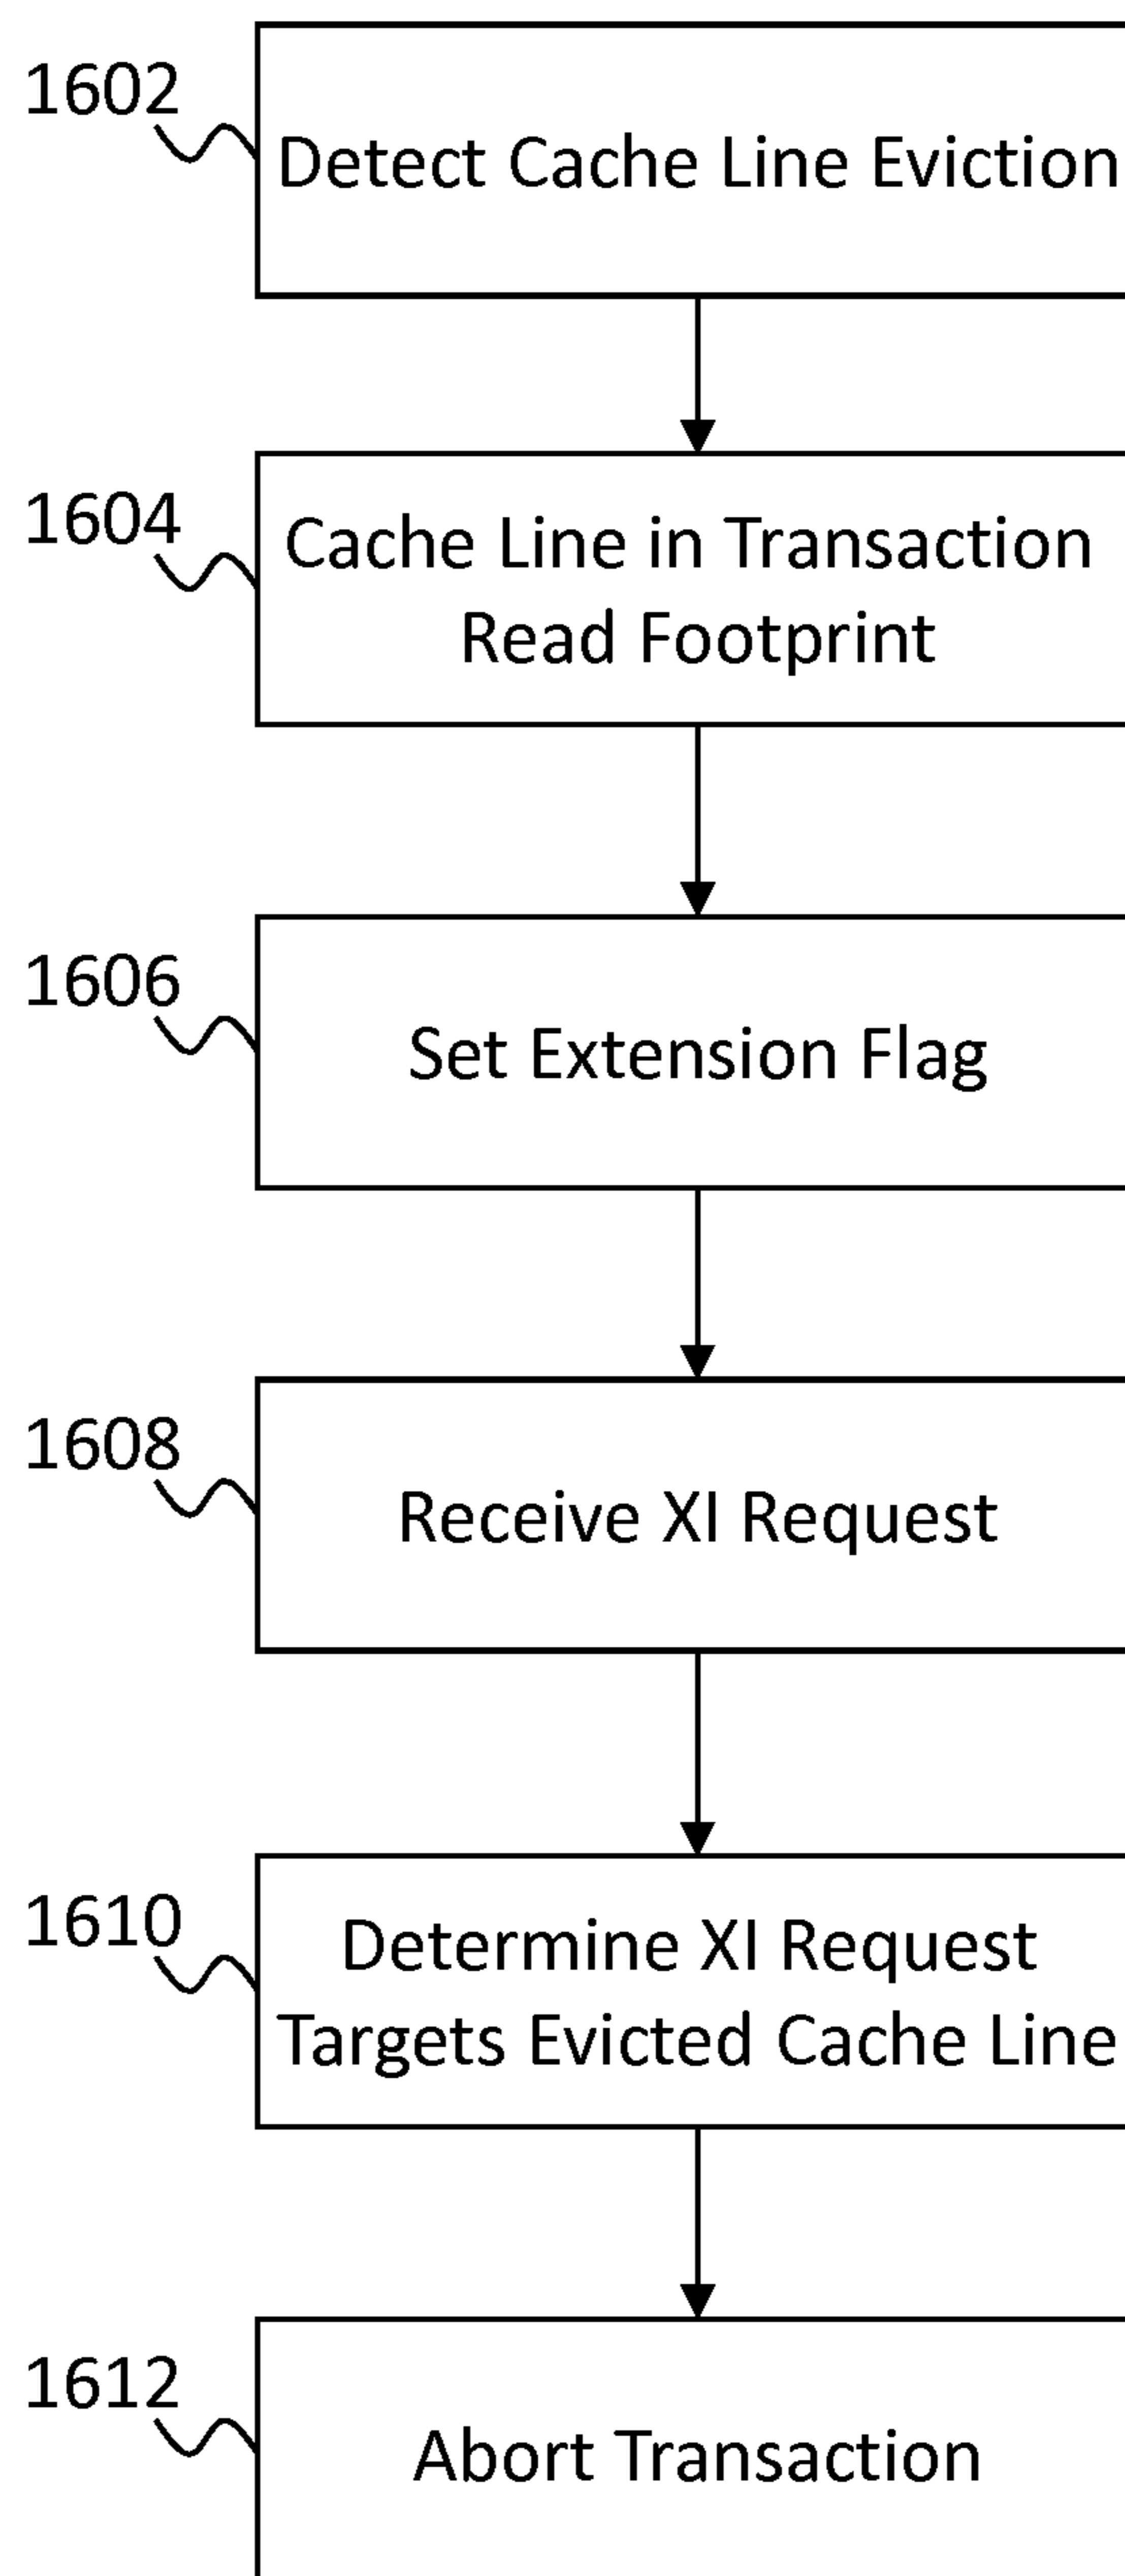 1602
Detect Cache Line Eviction
1604
Cache Line in Transaction
Read Footprint
1606
Set Extension Flag
1608
Receive XI Request
1610
Determine XI Request
Targets Evicted Cache Line
1612
Abort Transaction